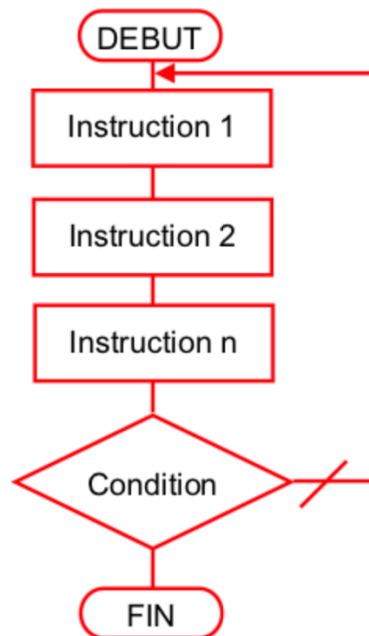 DEBUT
Instruction 1
Instruction 2
Instruction n
Condition
FIN